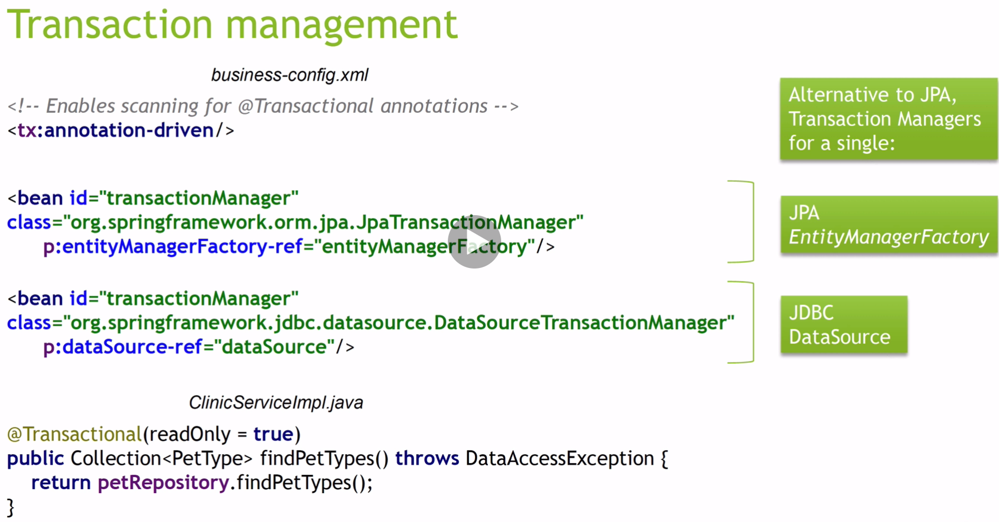 Transaction management
business-config.xml
<!-- Enables scanning for @Transactional annotations -->
<tx:annotation-driven/>
Alternative to JPA,
Transaction Managers
for a single:
<bean id="transactionManager"
class="org.springframework.orm.jpa.JpaTransactionManager"
p:entityManagerFactory-ref="entityManagerFactory"/>
JPA
EntityManagerFactory
<bean id="transactionManager"
class="org.springframework.jdbc.datasource.DataSourceTransactionManager"
p:dataSource-ref="dataSource"/>
JDBC
DataSource
ClinicServiceImpl.java
@Transactional(readOnly = true)
public Collection<PetType> findPetTypes() throws DataAccessException {
return petRepository.findPetTypes();
}